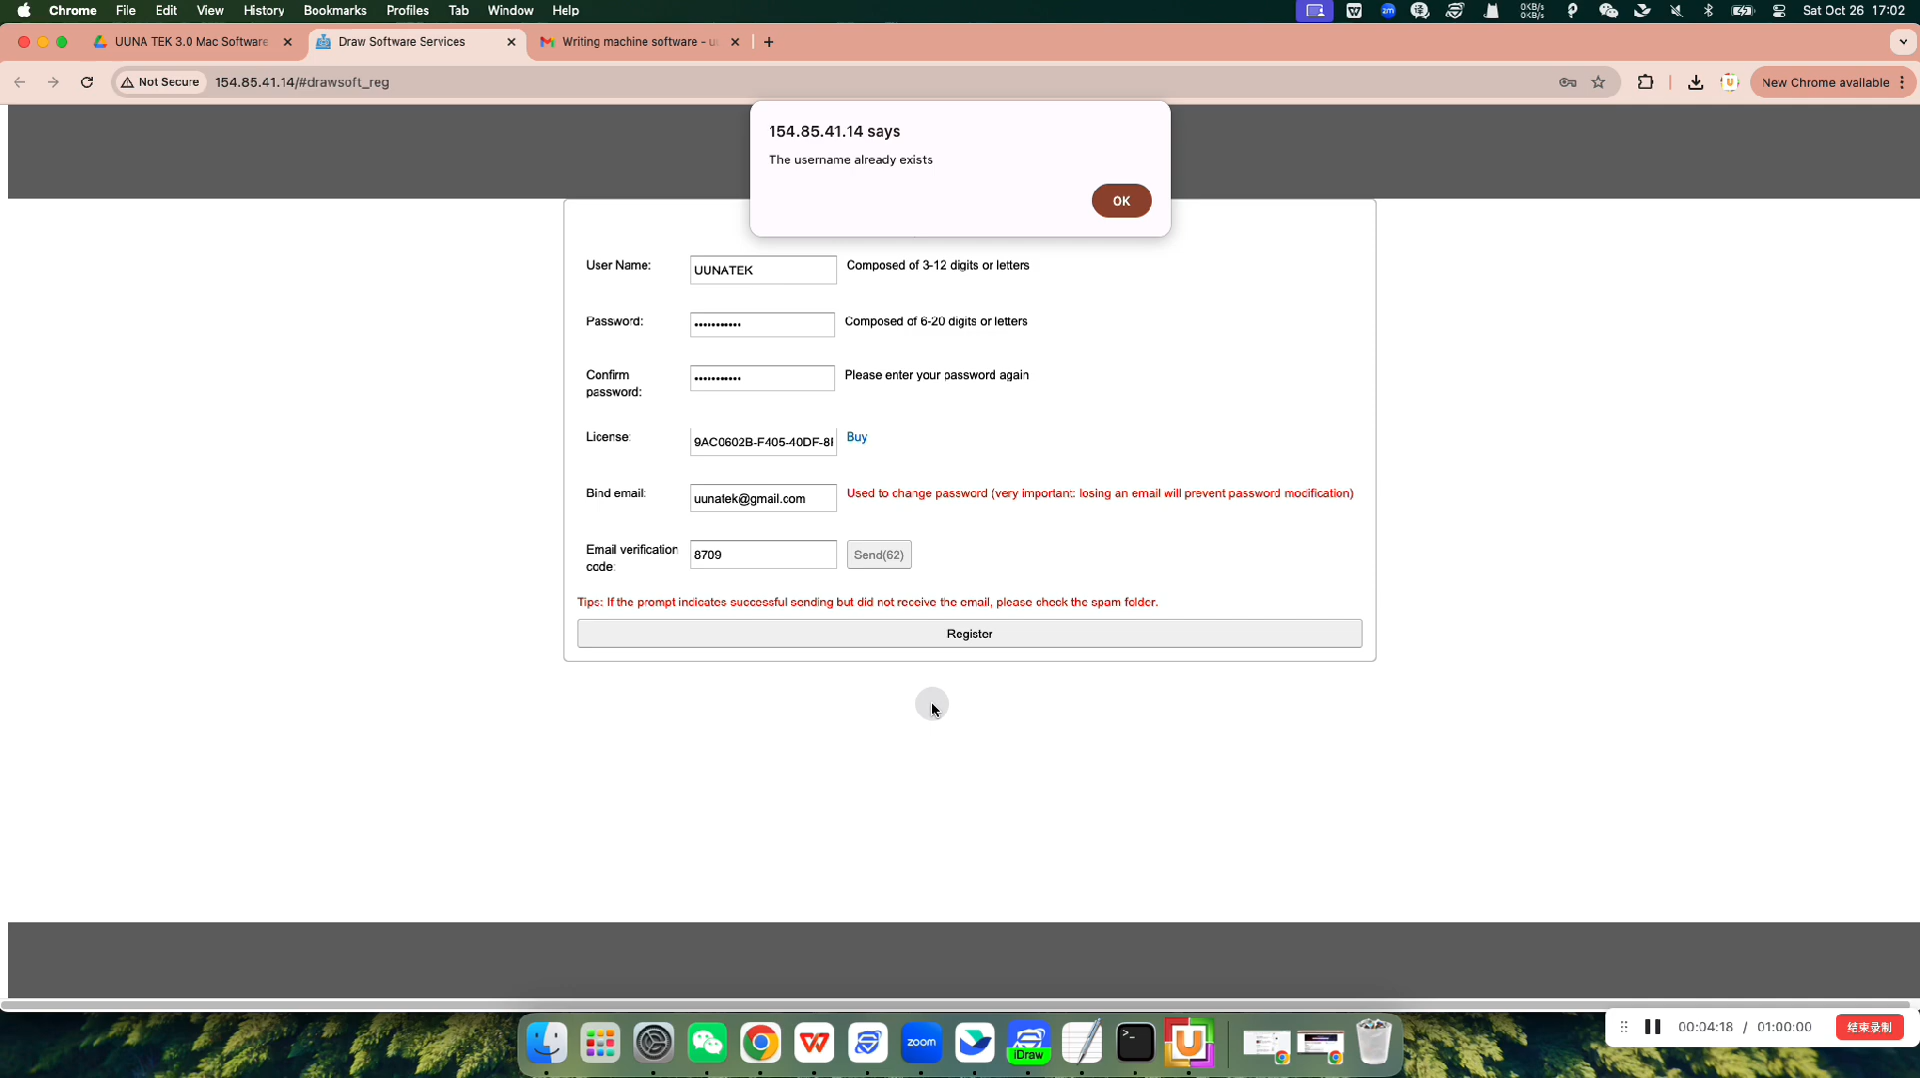 Chrome File Edit View History Bookmarks Profiles Tab Window Help
zm
译
0KB/s
0KB/s
Sat Oct 26 17:02
UUNA TEK 3.0 Mac Software
Draw Software Services
Writing machine software - u
Not Secure 154.85.41.14/#drawsoft_reg
New Chrome available
154.85.41.14 says
The username already exists
OK
User Name: UUNATEK Composed of 3-12 digits or letters
Password: ••••••••••• Composed of 6-20 digits or letters
Confirm password: ••••••••••• Please enter your password again
License: 9AC0602B-F405-40DF-8 Buy
Bind email: uunatek@gmail.com Used to change password (very important: losing an email will prevent password modification)
Email verification code: 8709 Send(62)
Tips: If the prompt indicates successful sending but did not receive the email, please check the spam folder.
Register
zoom
iDraw
00:04:18 / 01:00:00 结束录制